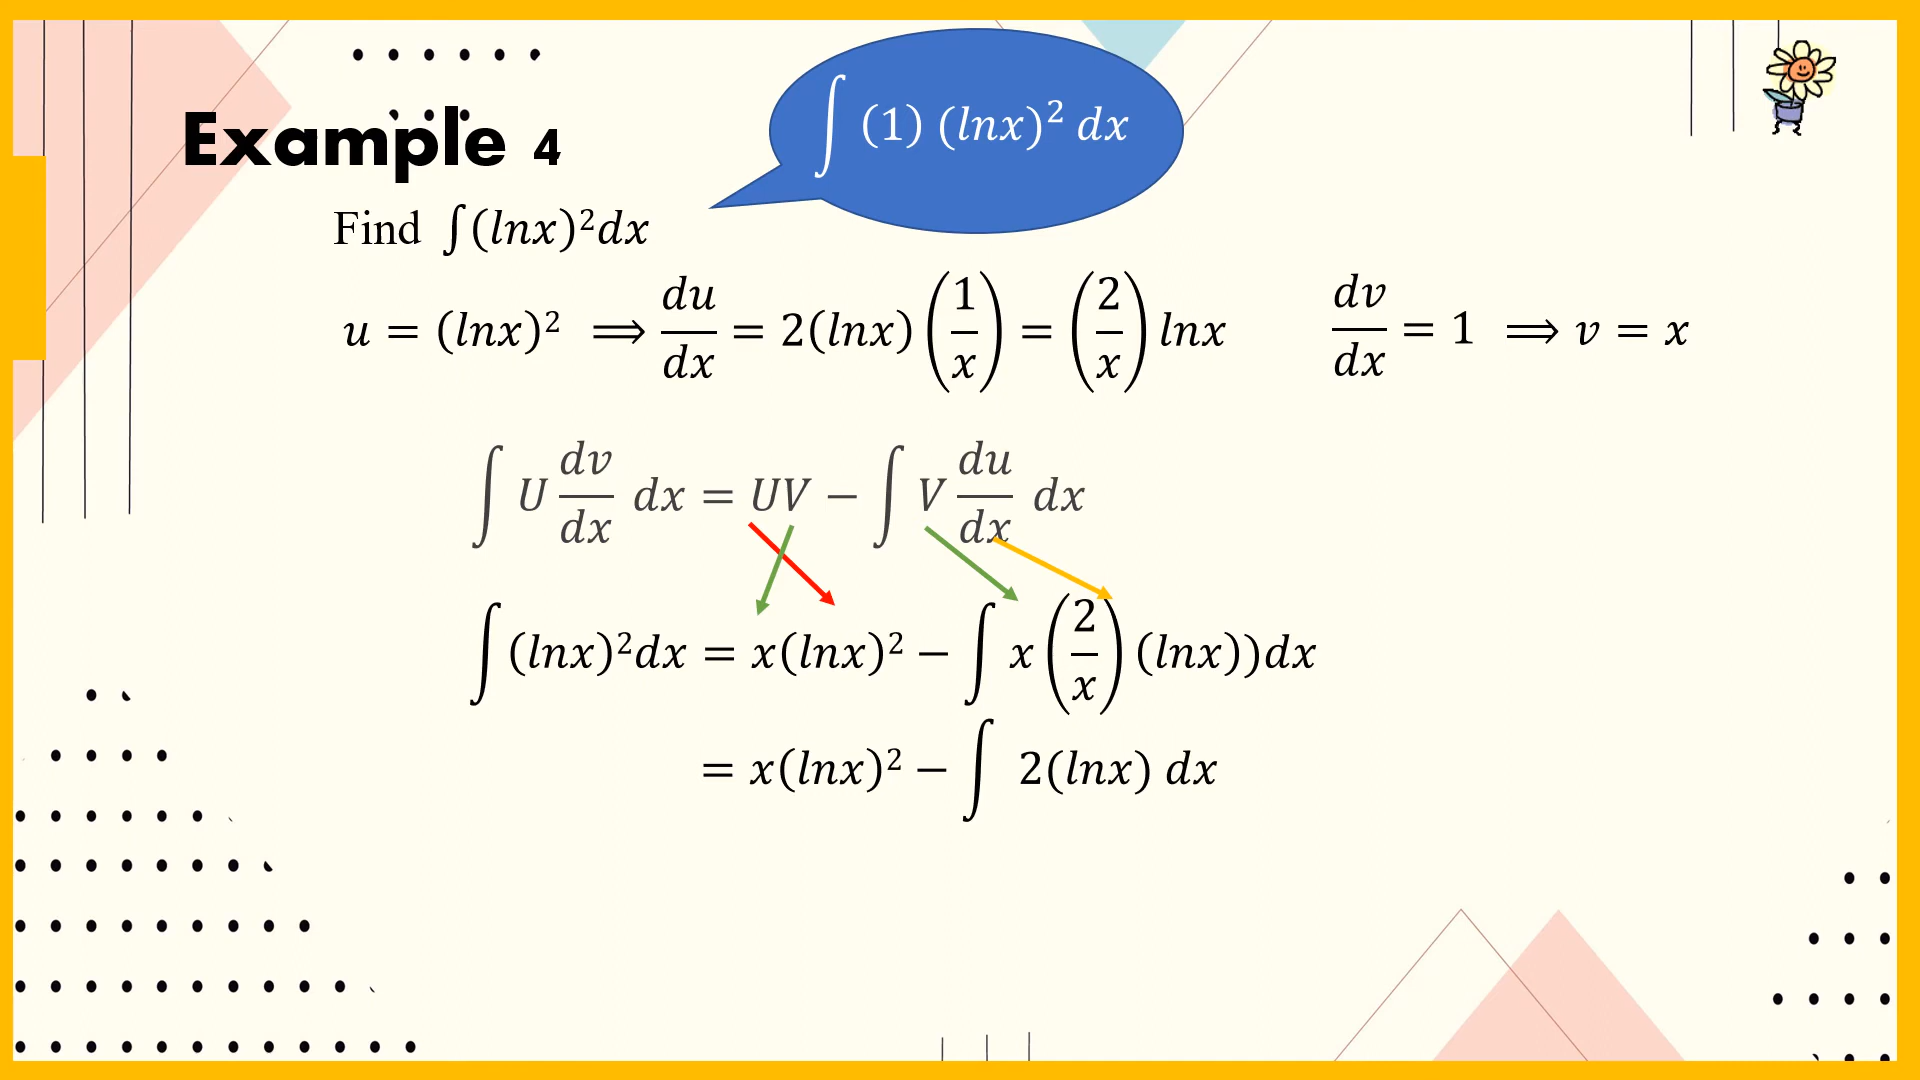 ∫ (1) (lnx)² dx
Example 4
Find ∫(lnx)²dx
u = (lnx)² ⟹ du/dx = 2(lnx)(1/x) = (2/x) lnx    dv/dx = 1 ⟹ v = x
∫ U dv/dx dx = UV − ∫ V du/dx dx
∫ (lnx)²dx = x(lnx)² − ∫ x(2/x)(lnx))dx
= x(lnx)² − ∫ 2(lnx) dx